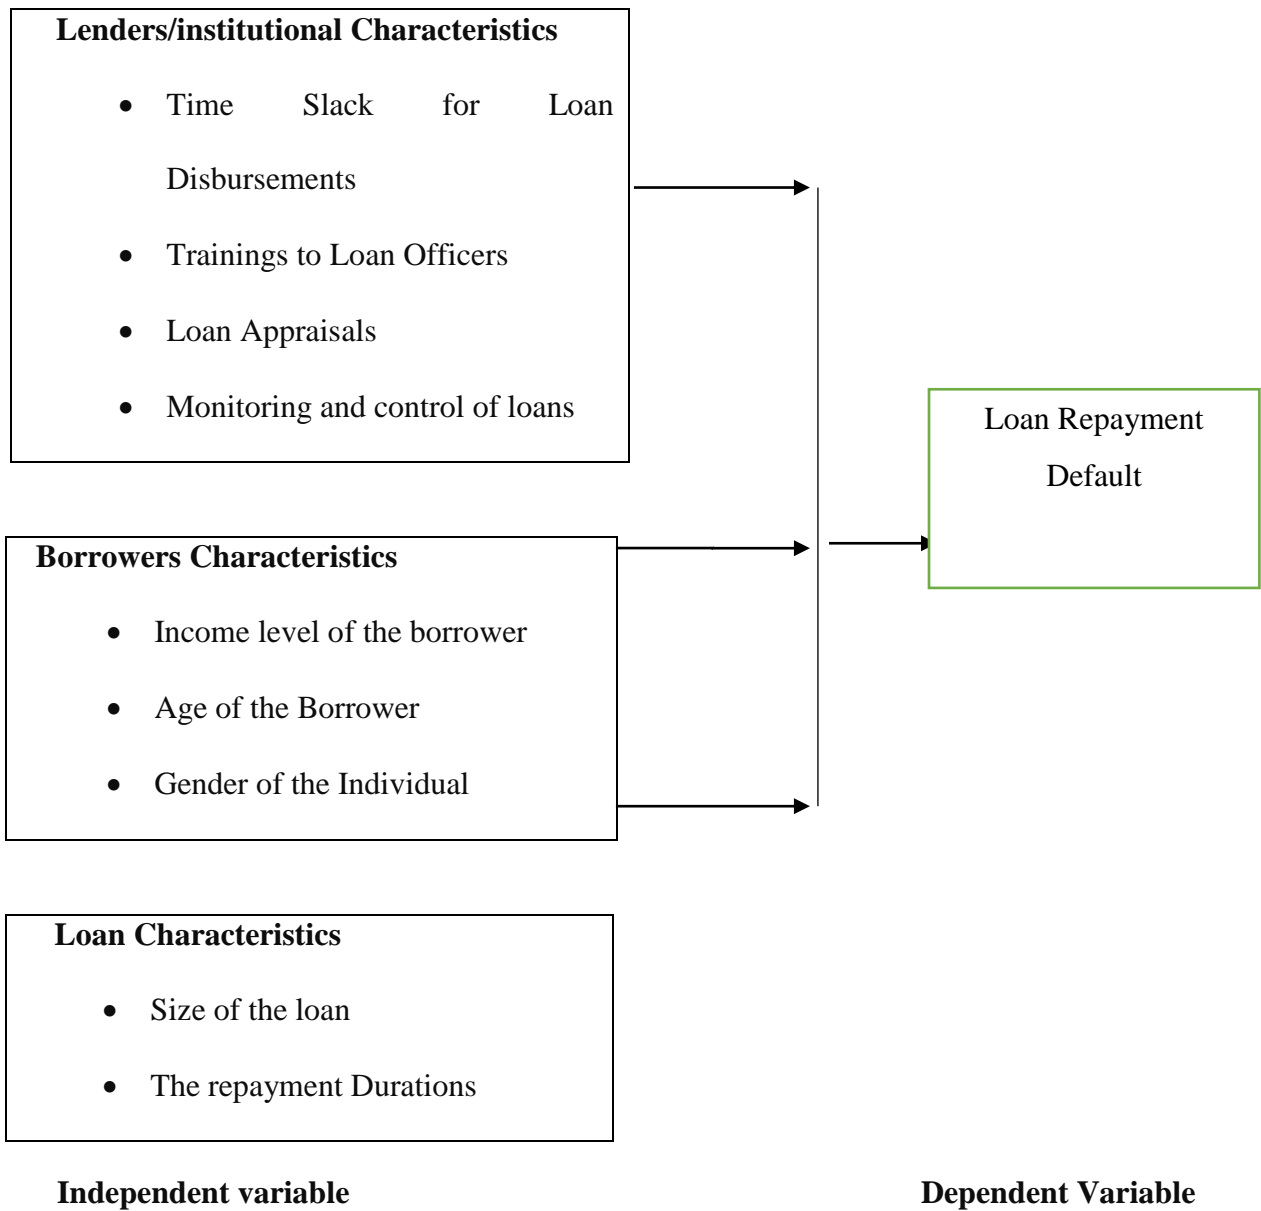 Lenders/institutional Characteristics
• Time Slack for Loan
Disbursements
• Trainings to Loan Officers
• Loan Appraisals
• Monitoring and control of loans
Loan Repayment
Default
Borrowers Characteristics
• Income level of the borrower
• Age of the Borrower
• Gender of the Individual
Loan Characteristics
• Size of the loan
• The repayment Durations
Independent variable
Dependent Variable